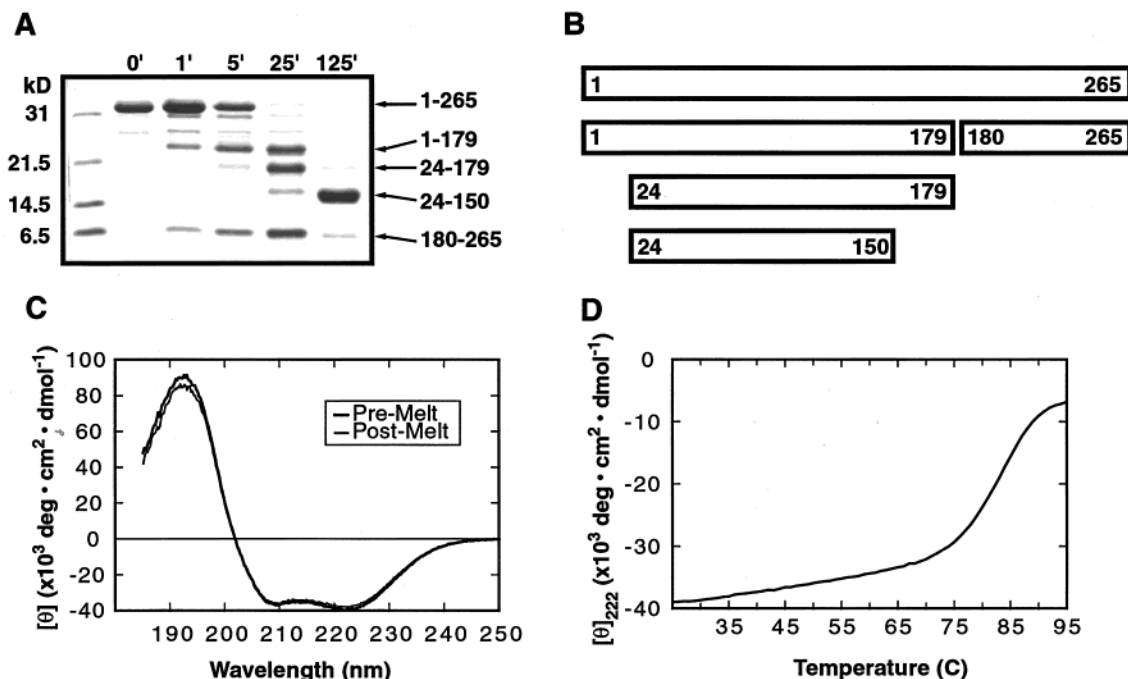 A
0' 1' 5' 25' 125'
kD
31
21.5
14.5
6.5
1-265
1-179
24-179
24-150
180-265
B
1 265
1 179 180 265
24 179
24 150
C
[θ] (x10³ deg • cm² • dmol⁻¹)
100
80
60
40
20
0
-20
-40
Pre-Melt
Post-Melt
190 200 210 220 230 240 250
Wavelength (nm)
D
[θ]₂₂₂ (x10³ deg • cm² • dmol⁻¹)
0
-10
-20
-30
-40
35 45 55 65 75 85 95
Temperature (C)